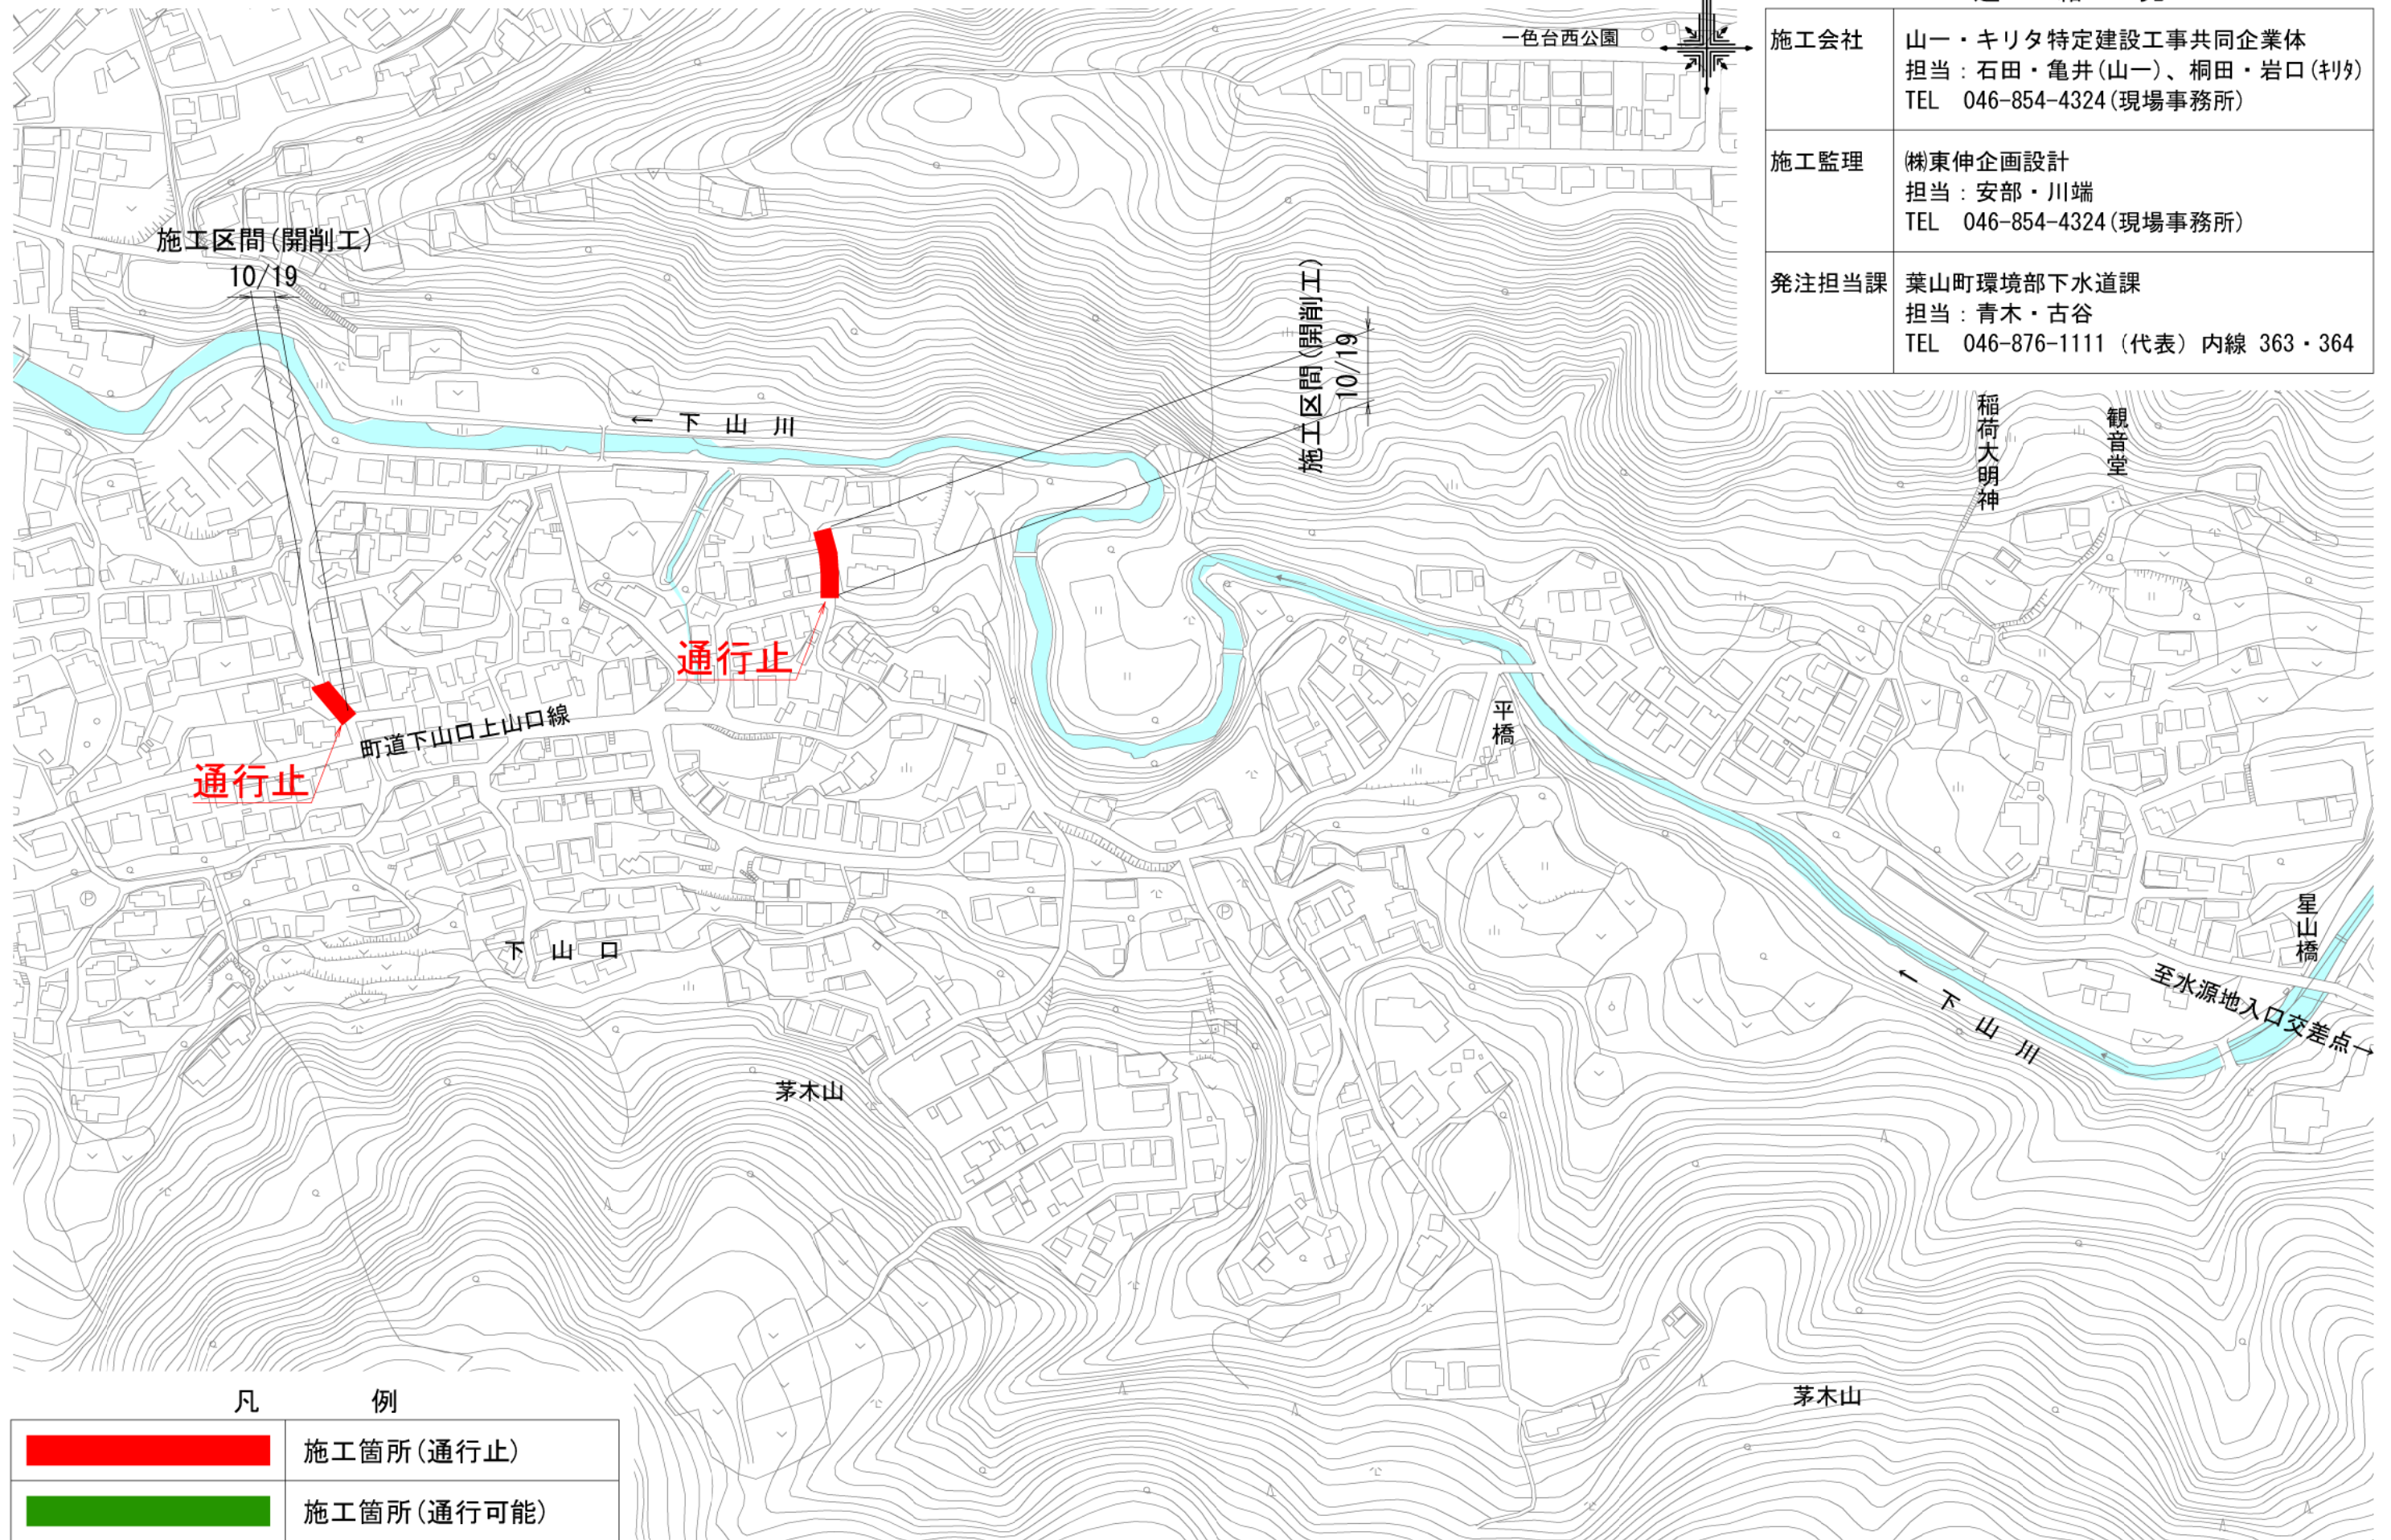 一色台西公園
施工会社
山一・キリタ特定建設工事共同企業体
担当：石田・亀井(山一)、桐田・岩口(ｷﾘﾀ)
TEL　046-854-4324(現場事務所)
施工監理
㈱東伸企画設計
担当：安部・川端
TEL　046-854-4324(現場事務所)
発注担当課
葉山町環境部下水道課
担当：青木・古谷
TEL　046-876-1111（代表）内線 363・364
施工区間(開削工)
10/19
施工区間(開削工)
10/19
← 下山川
稲荷大明神
観音堂
通行止
通行止
町道下山口上山口線
平橋
星山橋
至水源地入口交差点→
← 下山川
下山口
茅木山
茅木山
Ⓟ
Ⓟ
凡例
施工箇所(通行止)
施工箇所(通行可能)